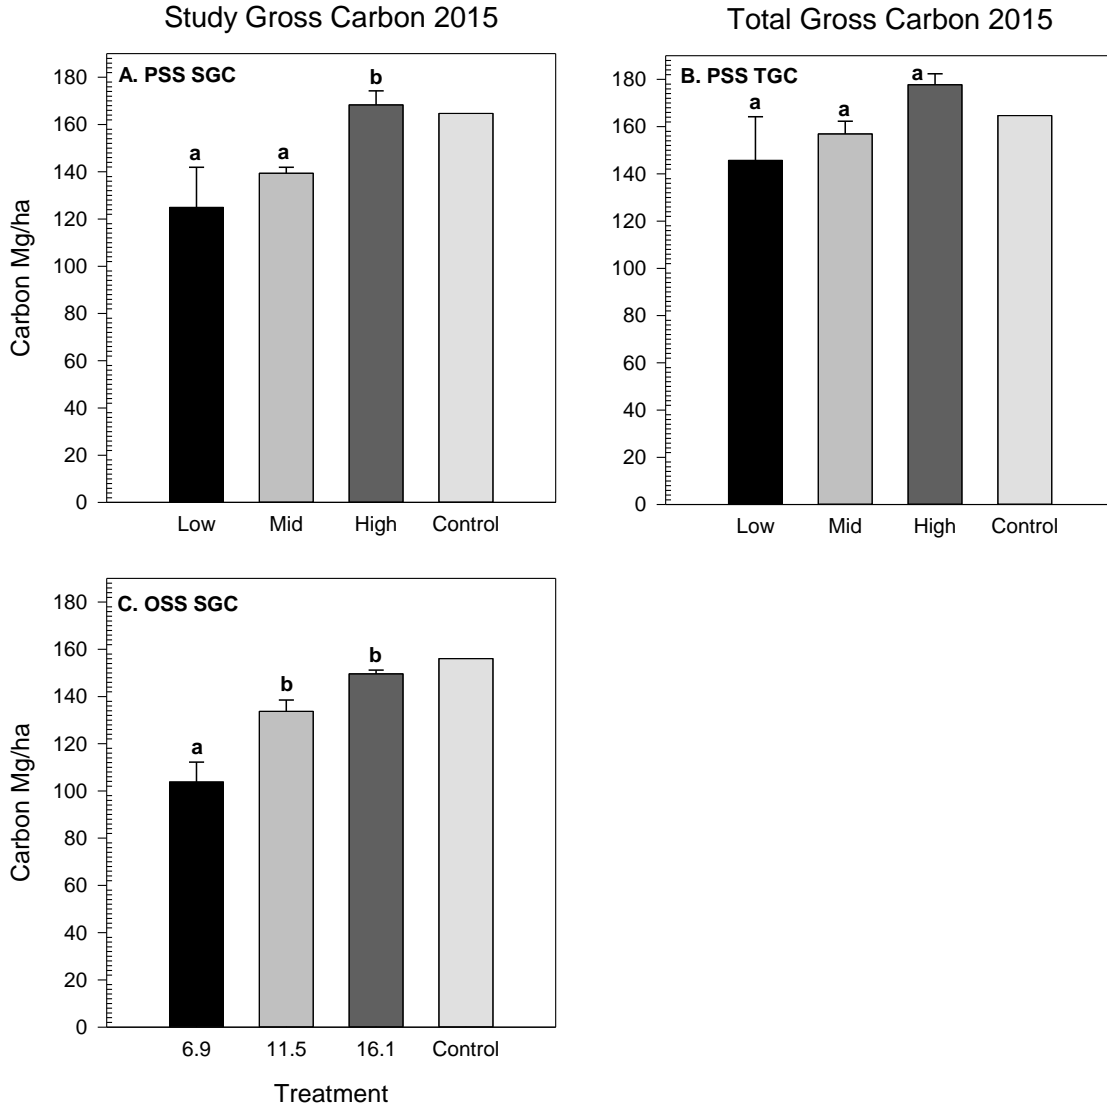 Study Gross Carbon 2015
Total Gross Carbon 2015
A. PSS SGC
180
160
140
120
100
80
60
40
20
0
Carbon Mg/ha
a
a
b
Low Mid High Control
B. PSS TGC
180
160
140
120
100
80
60
40
20
0
a
a
a
Low Mid High Control
C. OSS SGC
180
160
140
120
100
80
60
40
20
0
Carbon Mg/ha
a
b
b
6.9 11.5 16.1 Control
Treatment